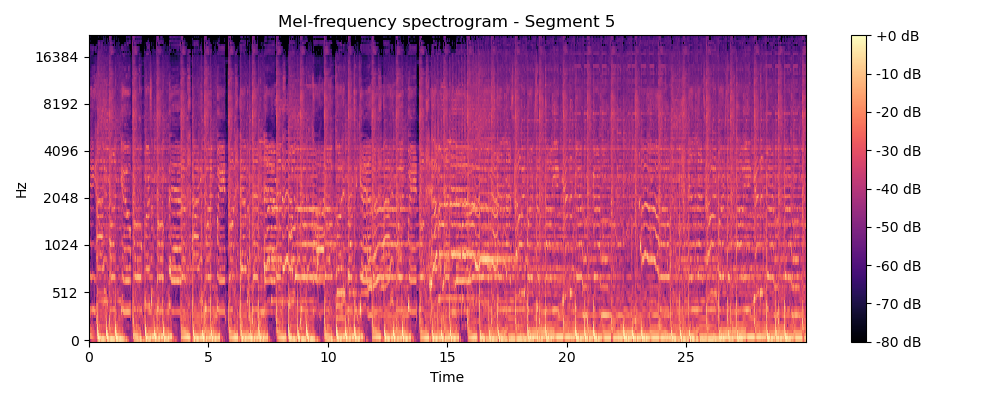 Mel-frequency spectrogram - Segment 5
Hz
16384
8192
4096
2048
1024
512
0
0 5 10 15 20 25
Time
+0 dB
-10 dB
-20 dB
-30 dB
-40 dB
-50 dB
-60 dB
-70 dB
-80 dB